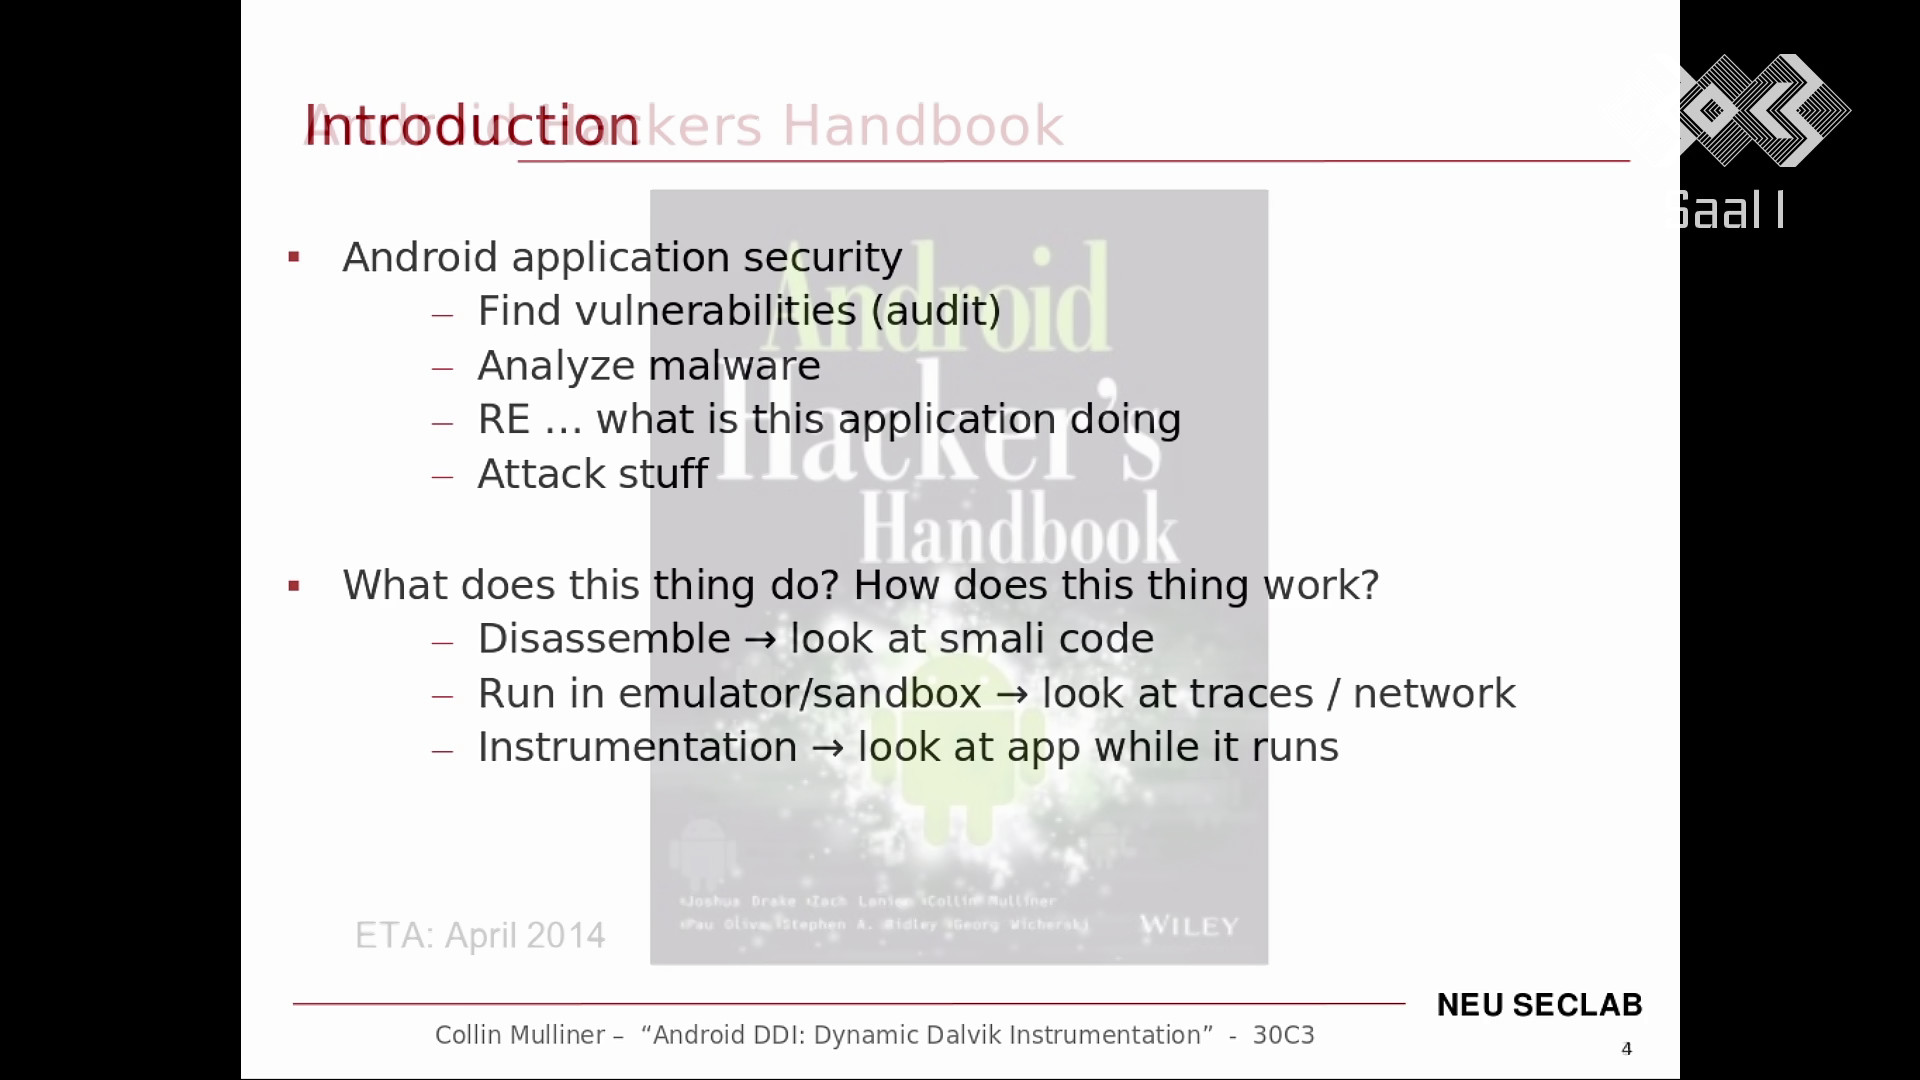 Introduction
Android Hackers Handbook
Saal 1
Android application security
– Find vulnerabilities (audit)
– Analyze malware
– RE ... what is this application doing
– Attack stuff
What does this thing do? How does this thing work?
– Disassemble → look at smali code
– Run in emulator/sandbox → look at traces / network
– Instrumentation → look at app while it runs
Android
Hacker's
Handbook
Joshua Drake Zach Lanier Collin Mulliner
Pau Oliva Stephen A. Ridley Georg Wicherski
WILEY
ETA: April 2014
NEU SECLAB
Collin Mulliner – “Android DDI: Dynamic Dalvik Instrumentation” - 30C3
4